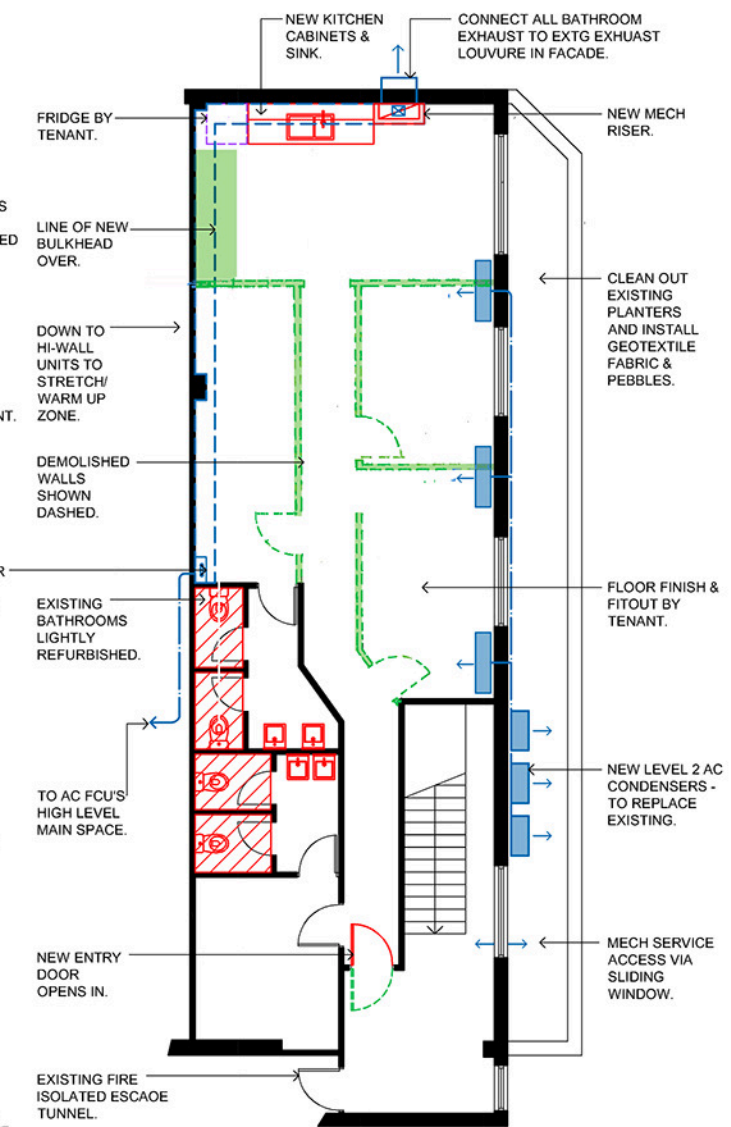 NEW KITCHEN
CABINETS &
SINK.
CONNECT ALL BATHROOM
EXHAUST TO EXTG EXHUAST
LOUVURE IN FACADE.
FRIDGE BY
TENANT.
NEW MECH
RISER.
S
ED
LINE OF NEW
BULKHEAD
OVER.
CLEAN OUT
EXISTING
PLANTERS
AND INSTALL
GEOTEXTILE
FABRIC &
PEBBLES.
DOWN TO
HI-WALL
UNITS TO
STRETCH/
WARM UP
ZONE.
NT.
DEMOLISHED
WALLS
SHOWN
DASHED.
R
EXISTING
BATHROOMS
LIGHTLY
REFURBISHED.
FLOOR FINISH &
FITOUT BY
TENANT.
TO AC FCU'S
HIGH LEVEL
MAIN SPACE.
NEW LEVEL 2 AC
CONDENSERS -
TO REPLACE
EXISTING.
NEW ENTRY
DOOR
OPENS IN.
MECH SERVICE
ACCESS VIA
SLIDING
WINDOW.
EXISTING FIRE
ISOLATED ESCAOE
TUNNEL.